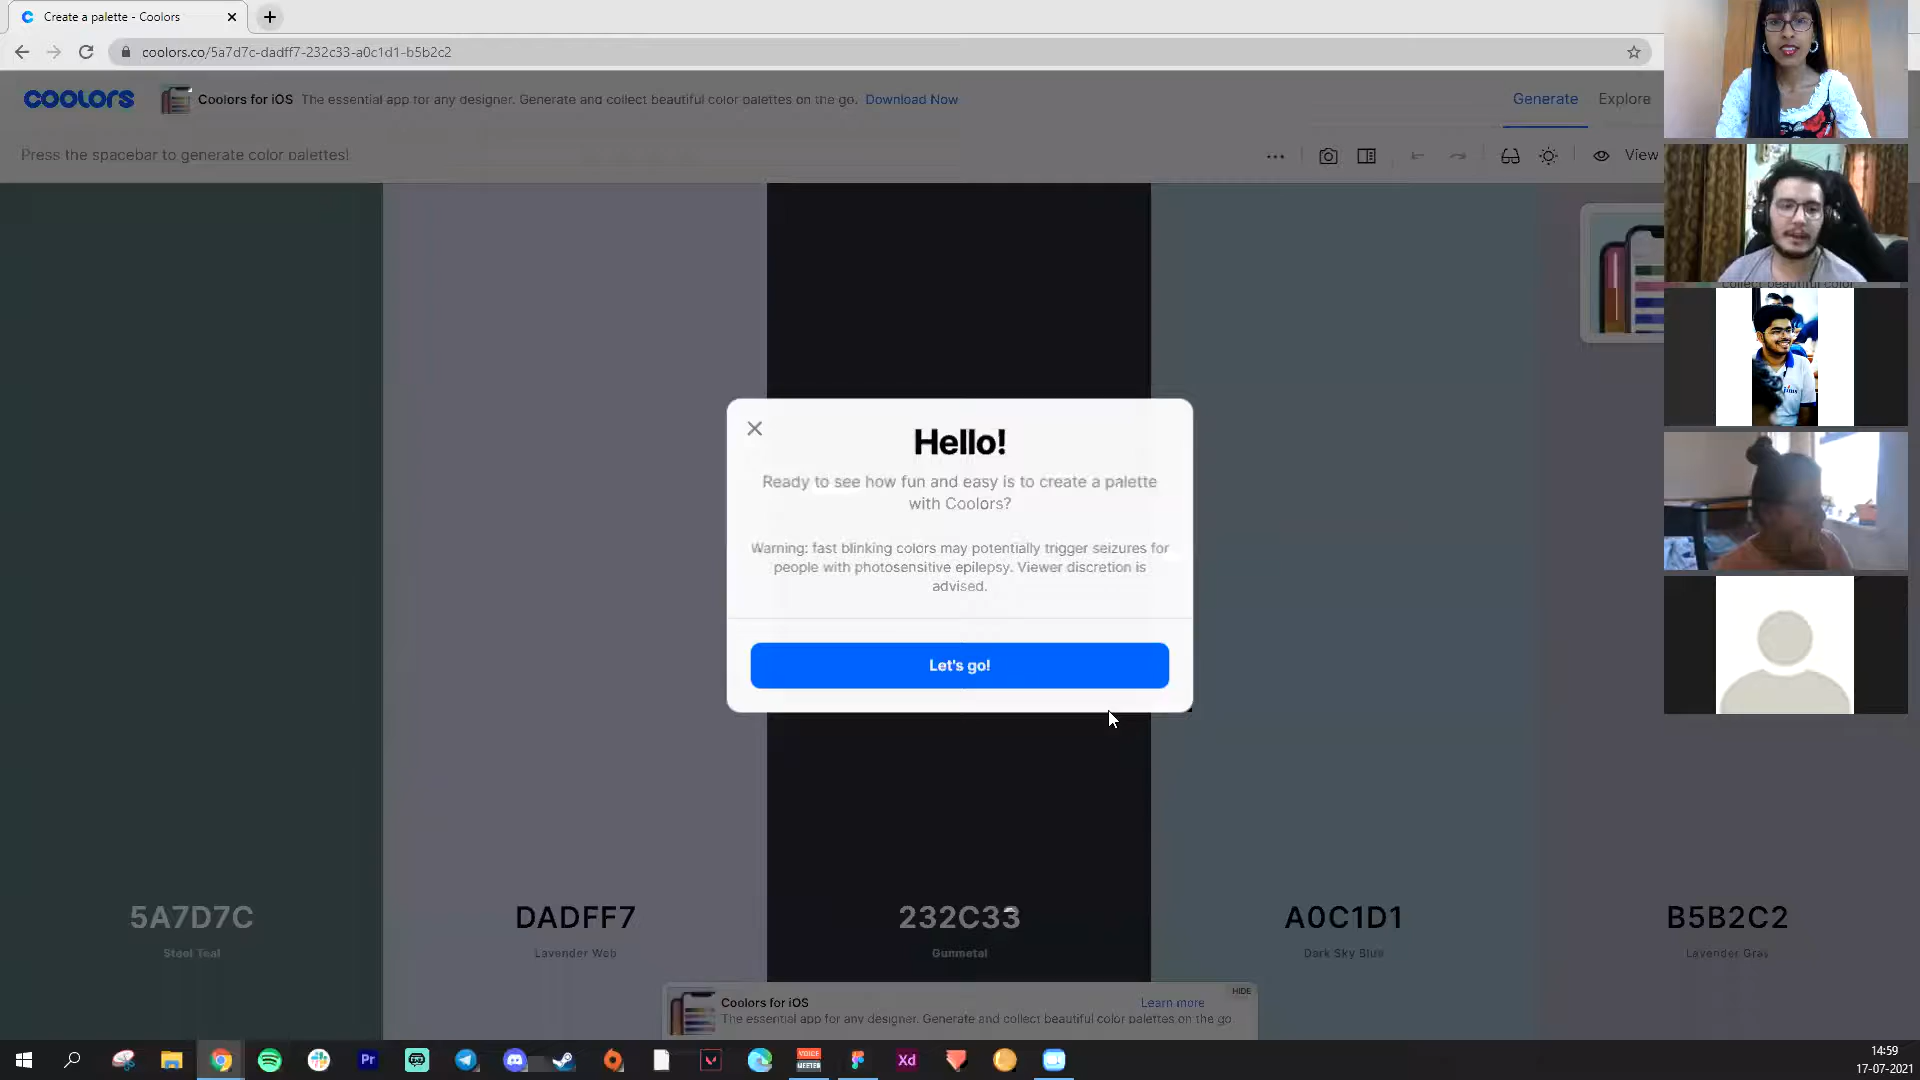 Create a palette - Coolors
coolors.co/5a7d7c-dadff7-232c33-a0c1d1-b5b2c2
coolors
Coolors for iOS The essential app for any designer. Generate and collect beautiful color palettes on the go. Download Now
Generate Explore
Press the spacebar to generate color palettes!
View
collect beautiful color
Hello!
Ready to see how fun and easy is to create a palette
with Coolors?
Warning: fast blinking colors may potentially trigger seizures for
people with photosensitive epilepsy. Viewer discretion is
advised.
Let's go!
5A7D7C DADFF7 232C33 A0C1D1 B5B2C2
Steel Teal Lavender Web Gunmetal Dark Sky Blue Lavender Gray
HIDE
Coolors for iOS Learn more
The essential app for any designer. Generate and collect beautiful color palettes on the go
Pr
VOICE
MEETER
Xd
14:59
17-07-2021